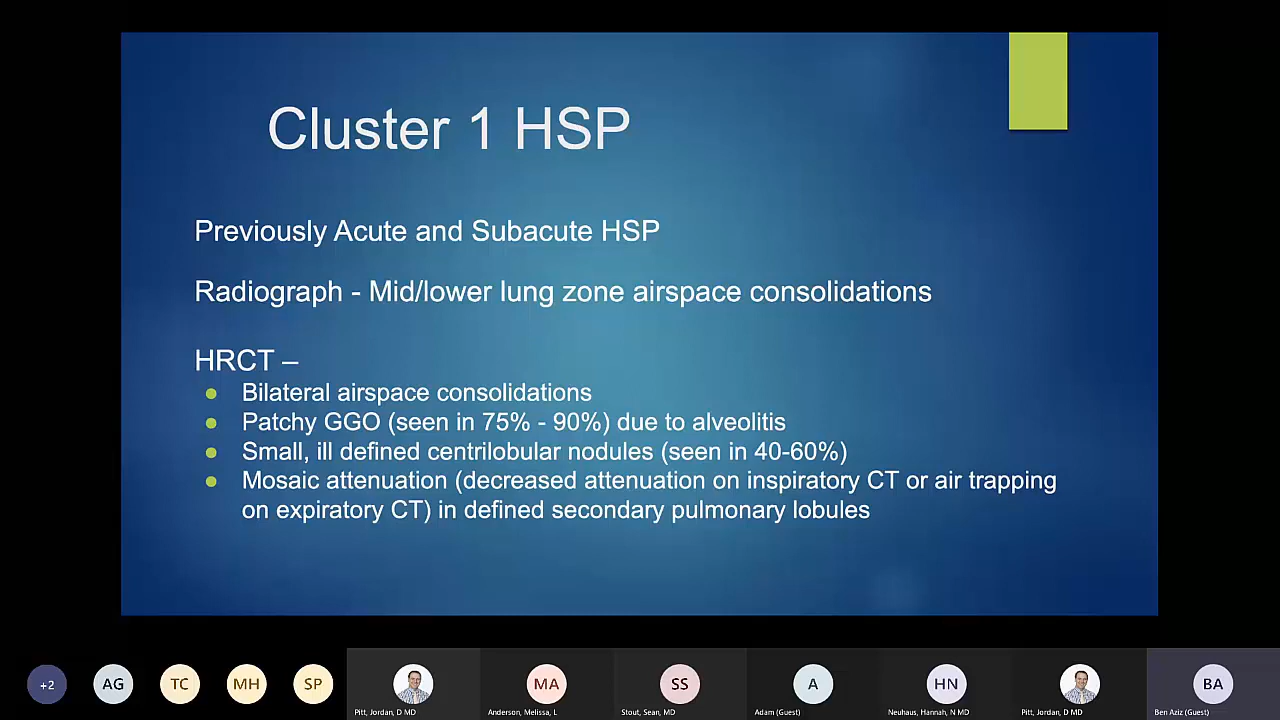 Cluster 1 HSP
Previously Acute and Subacute HSP
Radiograph - Mid/lower lung zone airspace consolidations
HRCT –
Bilateral airspace consolidations
Patchy GGO (seen in 75% - 90%) due to alveolitis
Small, ill defined centrilobular nodules (seen in 40-60%)
Mosaic attenuation (decreased attenuation on inspiratory CT or air trapping
on expiratory CT) in defined secondary pulmonary lobules
+2
AG
TC
MH
SP
MA
SS
A
HN
BA
Pitt, Jordan, D MD
Anderson, Melissa, L
Stout, Sean, MD
Adam (Guest)
Neuhaus, Hannah, N MD
Pitt, Jordan, D MD
Ben Aziz (Guest)